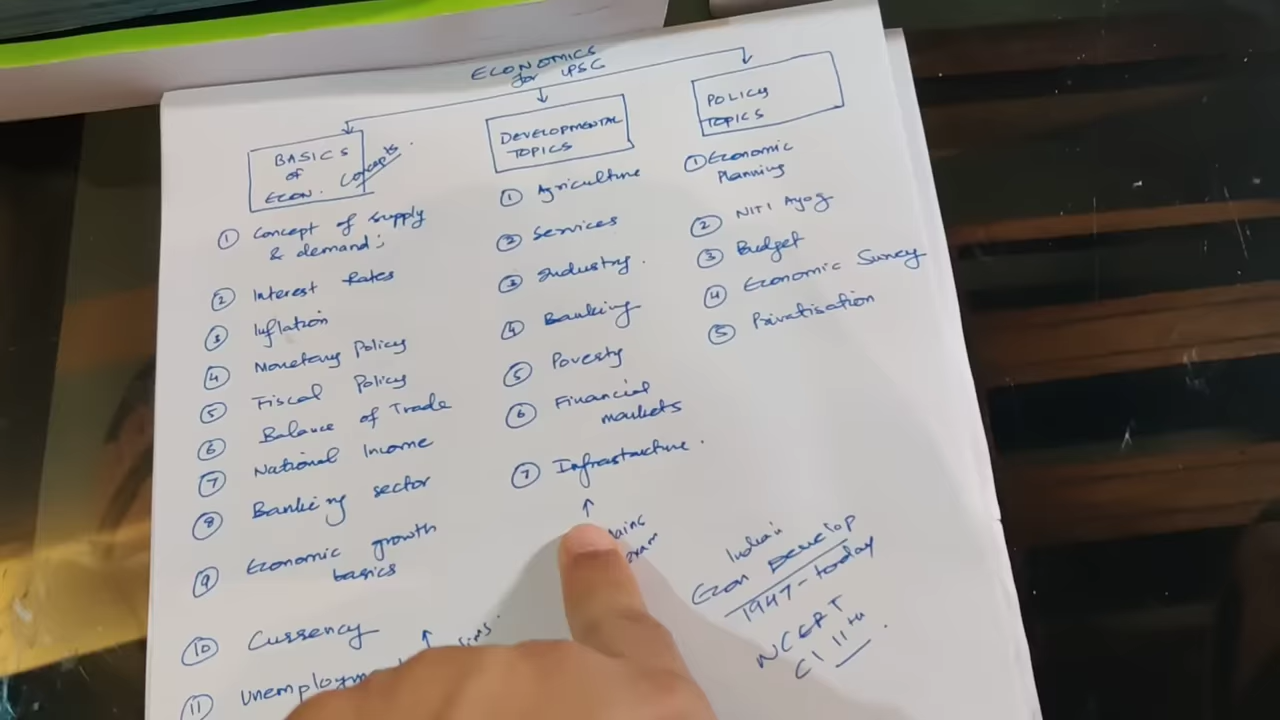 ECONOMICS
for UPSC
BASICS
of
ECON. Concepts.
① Concept of supply
& demand;
② Interest Rates
③ Inflation
④ Monetary Policy
⑤ Fiscal Policy
⑥ Balance of Trade
⑦ National Income
⑧ Banking sector
⑨ Economic growth
basics
⑩ Currency
⑪
DEVELOPMENTAL
TOPICS
① Agriculture
② Services
③ Industry.
④ Banking
⑤ Poverty
⑥ Financial
markets
⑦ Infrastructure.
POLICY
TOPICS
① Economic
Planning
② NITI Ayog
③ Budget
④ Economic Survey
⑤ Privatisation
Indian
Econ Develop
1947-today
NCERT
Cl 11th